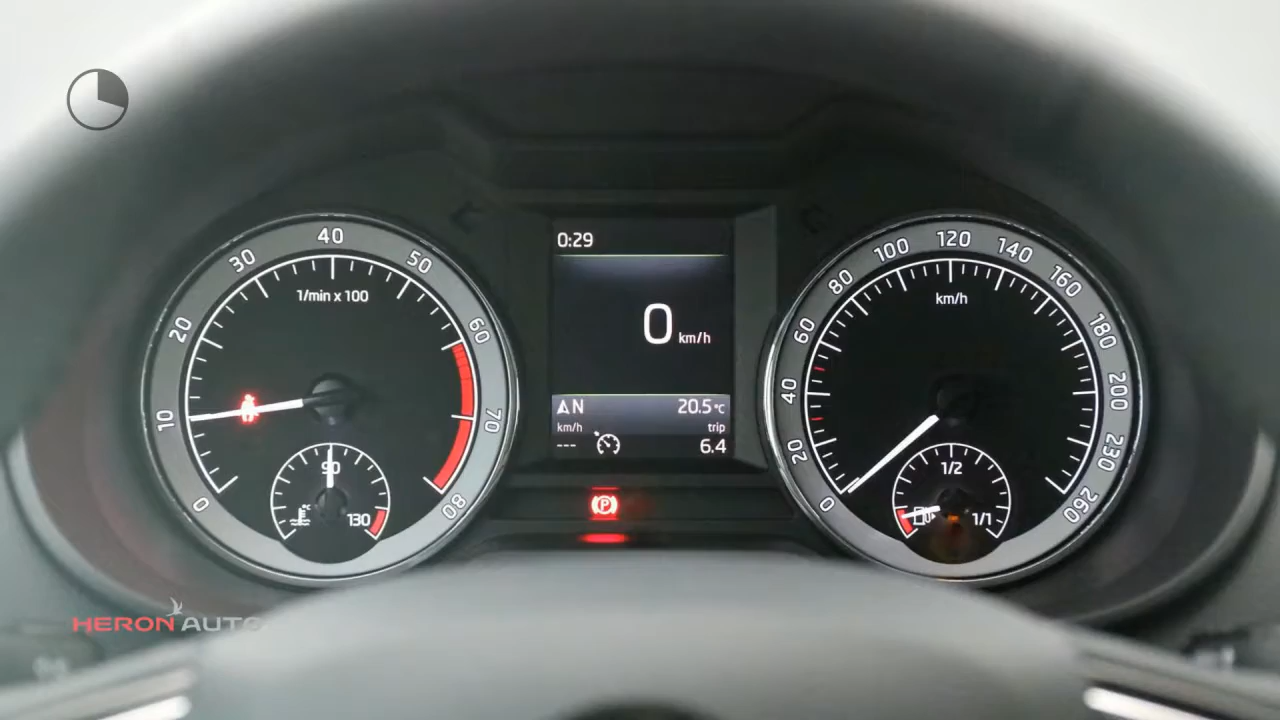 0 10 20 30 40 50 60 70 80
1/min x 100
90
130
0:29
0 km/h
N 20.5 °C
km/h trip
--- 6.4
P
0 20 40 60 80 100 120 140 160 180 200 230 260
km/h
1/2
1/1
HERON AUTO